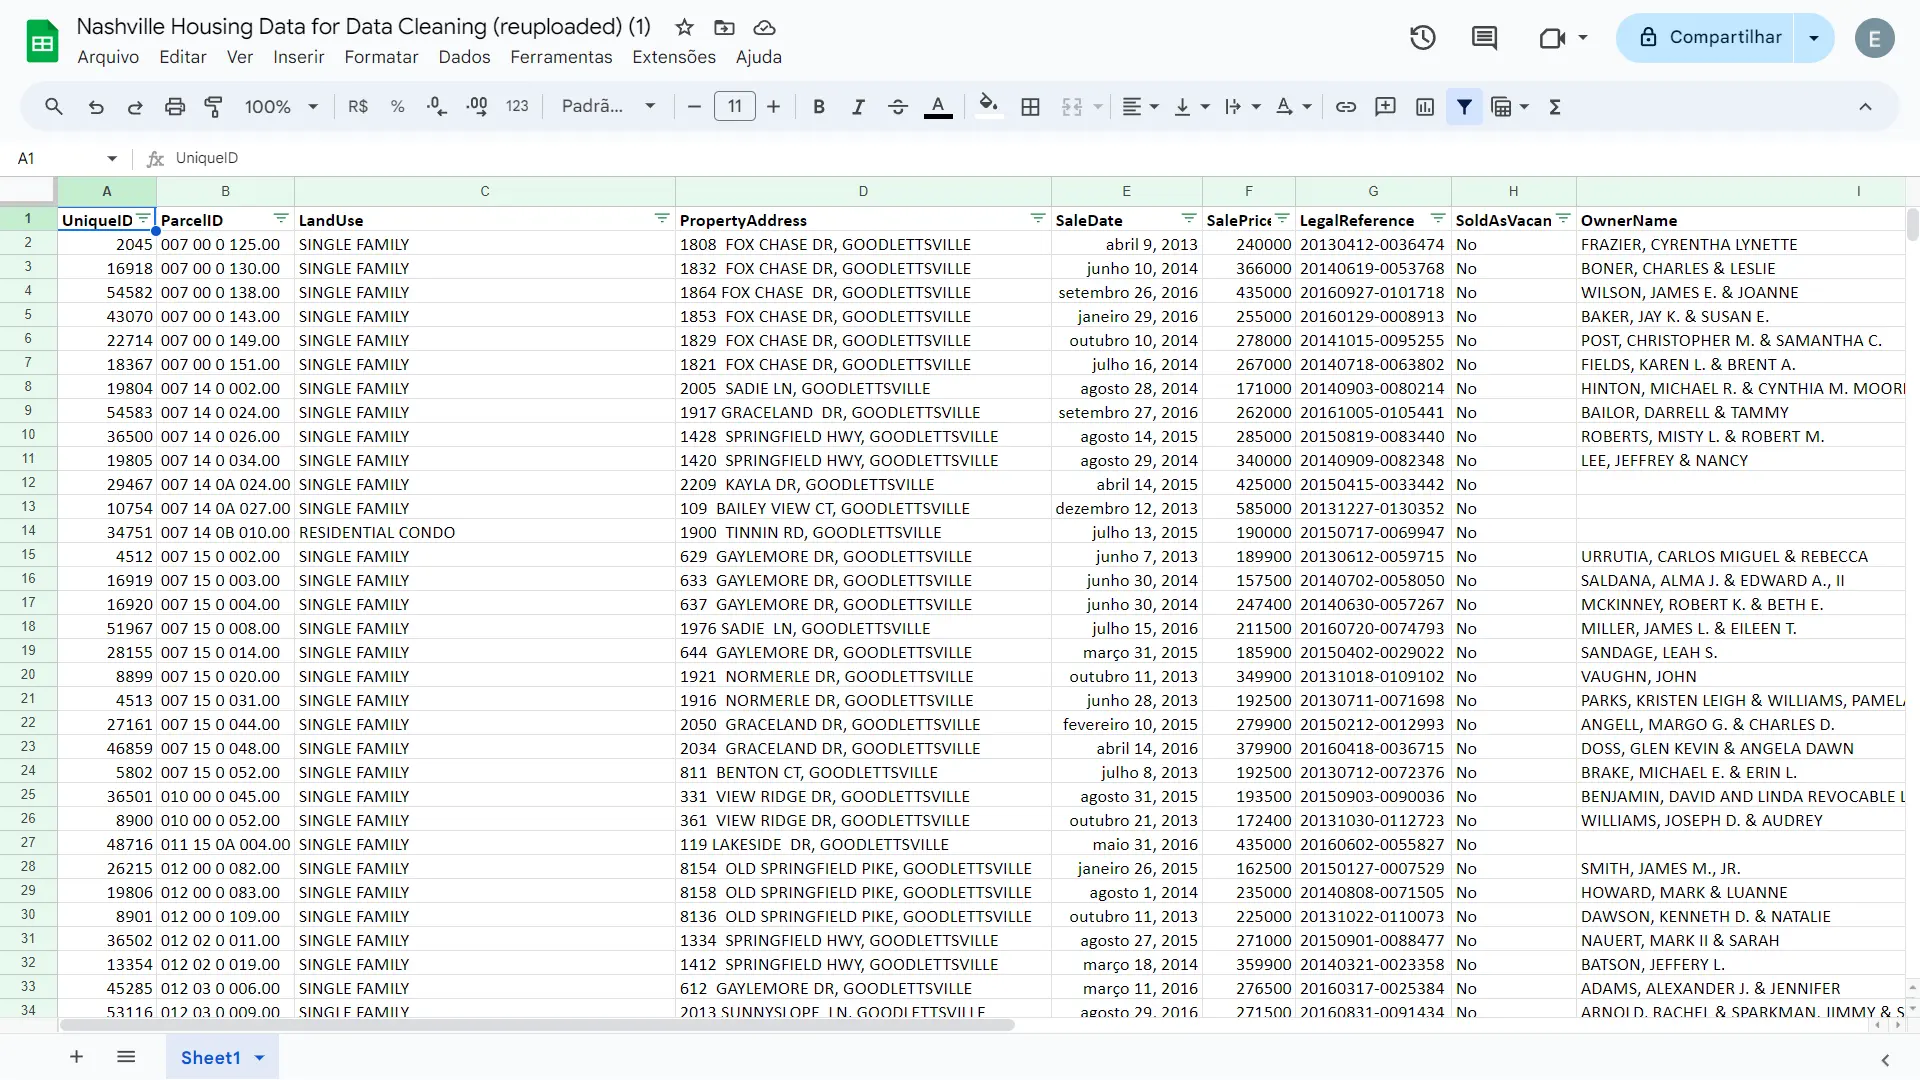 Nashville Housing Data for Data Cleaning (reuploaded) (1)
Arquivo Editar Ver Inserir Formatar Dados Ferramentas Extensões Ajuda
Compartilhar
E
100% R$ % .0 .00 123 Padrã... 11 B I A A Σ
A1 fx UniqueID
A B C D E F G H I
1 UniqueID ParcelID LandUse PropertyAddress SaleDate SalePrice LegalReference SoldAsVacan OwnerName
2 2045 007 00 0 125.00 SINGLE FAMILY 1808  FOX CHASE DR, GOODLETTSVILLE abril 9, 2013 240000 20130412-0036474 No FRAZIER, CYRENTHA LYNETTE
3 16918 007 00 0 130.00 SINGLE FAMILY 1832  FOX CHASE DR, GOODLETTSVILLE junho 10, 2014 366000 20140619-0053768 No BONER, CHARLES & LESLIE
4 54582 007 00 0 138.00 SINGLE FAMILY 1864 FOX CHASE  DR, GOODLETTSVILLE setembro 26, 2016 435000 20160927-0101718 No WILSON, JAMES E. & JOANNE
5 43070 007 00 0 143.00 SINGLE FAMILY 1853  FOX CHASE DR, GOODLETTSVILLE janeiro 29, 2016 255000 20160129-0008913 No BAKER, JAY K. & SUSAN E.
6 22714 007 00 0 149.00 SINGLE FAMILY 1829  FOX CHASE DR, GOODLETTSVILLE outubro 10, 2014 278000 20141015-0095255 No POST, CHRISTOPHER M. & SAMANTHA C.
7 18367 007 00 0 151.00 SINGLE FAMILY 1821  FOX CHASE DR, GOODLETTSVILLE julho 16, 2014 267000 20140718-0063802 No FIELDS, KAREN L. & BRENT A.
8 19804 007 14 0 002.00 SINGLE FAMILY 2005  SADIE LN, GOODLETTSVILLE agosto 28, 2014 171000 20140903-0080214 No HINTON, MICHAEL R. & CYNTHIA M. MOORI
9 54583 007 14 0 024.00 SINGLE FAMILY 1917 GRACELAND  DR, GOODLETTSVILLE setembro 27, 2016 262000 20161005-0105441 No BAILOR, DARRELL & TAMMY
10 36500 007 14 0 026.00 SINGLE FAMILY 1428  SPRINGFIELD HWY, GOODLETTSVILLE agosto 14, 2015 285000 20150819-0083440 No ROBERTS, MISTY L. & ROBERT M.
11 19805 007 14 0 034.00 SINGLE FAMILY 1420  SPRINGFIELD HWY, GOODLETTSVILLE agosto 29, 2014 340000 20140909-0082348 No LEE, JEFFREY & NANCY
12 29467 007 14 0A 024.00 SINGLE FAMILY 2209  KAYLA DR, GOODLETTSVILLE abril 14, 2015 425000 20150415-0033442 No
13 10754 007 14 0A 027.00 SINGLE FAMILY 109  BAILEY VIEW CT, GOODLETTSVILLE dezembro 12, 2013 585000 20131227-0130352 No
14 34751 007 14 0B 010.00 RESIDENTIAL CONDO 1900  TINNIN RD, GOODLETTSVILLE julho 13, 2015 190000 20150717-0069947 No
15 4512 007 15 0 002.00 SINGLE FAMILY 629  GAYLEMORE DR, GOODLETTSVILLE junho 7, 2013 189900 20130612-0059715 No URRUTIA, CARLOS MIGUEL & REBECCA
16 16919 007 15 0 003.00 SINGLE FAMILY 633  GAYLEMORE DR, GOODLETTSVILLE junho 30, 2014 157500 20140702-0058050 No SALDANA, ALMA J. & EDWARD A., II
17 16920 007 15 0 004.00 SINGLE FAMILY 637  GAYLEMORE DR, GOODLETTSVILLE junho 30, 2014 247400 20140630-0057267 No MCKINNEY, ROBERT K. & BETH E.
18 51967 007 15 0 008.00 SINGLE FAMILY 1976 SADIE  LN, GOODLETTSVILLE julho 15, 2016 211500 20160720-0074793 No MILLER, JAMES L. & EILEEN T.
19 28155 007 15 0 014.00 SINGLE FAMILY 644  GAYLEMORE DR, GOODLETTSVILLE março 31, 2015 185900 20150402-0029022 No SANDAGE, LEAH S.
20 8899 007 15 0 020.00 SINGLE FAMILY 1921  NORMERLE DR, GOODLETTSVILLE outubro 11, 2013 349900 20131018-0109102 No VAUGHN, JOHN
21 4513 007 15 0 031.00 SINGLE FAMILY 1916  NORMERLE DR, GOODLETTSVILLE junho 28, 2013 192500 20130711-0071698 No PARKS, KRISTEN LEIGH & WILLIAMS, PAMELA
22 27161 007 15 0 044.00 SINGLE FAMILY 2050  GRACELAND DR, GOODLETTSVILLE fevereiro 10, 2015 279900 20150212-0012993 No ANGELL, MARGO G. & CHARLES D.
23 46859 007 15 0 048.00 SINGLE FAMILY 2034  GRACELAND DR, GOODLETTSVILLE abril 14, 2016 379900 20160418-0036715 No DOSS, GLEN KEVIN & ANGELA DAWN
24 5802 007 15 0 052.00 SINGLE FAMILY 811  BENTON CT, GOODLETTSVILLE julho 8, 2013 192500 20130712-0072376 No BRAKE, MICHAEL E. & ERIN L.
25 36501 010 00 0 045.00 SINGLE FAMILY 331  VIEW RIDGE DR, GOODLETTSVILLE agosto 31, 2015 193500 20150903-0090036 No BENJAMIN, DAVID AND LINDA REVOCABLE L
26 8900 010 00 0 052.00 SINGLE FAMILY 361  VIEW RIDGE DR, GOODLETTSVILLE outubro 21, 2013 172400 20131030-0112723 No WILLIAMS, JOSEPH D. & AUDREY
27 48716 011 15 0A 004.00 SINGLE FAMILY 119 LAKESIDE  DR, GOODLETTSVILLE maio 31, 2016 435000 20160602-0055827 No
28 26215 012 00 0 082.00 SINGLE FAMILY 8154  OLD SPRINGFIELD PIKE, GOODLETTSVILLE janeiro 26, 2015 162500 20150127-0007529 No SMITH, JAMES M., JR.
29 19806 012 00 0 083.00 SINGLE FAMILY 8158  OLD SPRINGFIELD PIKE, GOODLETTSVILLE agosto 1, 2014 235000 20140808-0071505 No HOWARD, MARK & LUANNE
30 8901 012 00 0 109.00 SINGLE FAMILY 8136  OLD SPRINGFIELD PIKE, GOODLETTSVILLE outubro 11, 2013 225000 20131022-0110073 No DAWSON, KENNETH D. & NATALIE
31 36502 012 02 0 011.00 SINGLE FAMILY 1334  SPRINGFIELD HWY, GOODLETTSVILLE agosto 27, 2015 271000 20150901-0088477 No NAUERT, MARK II & SARAH
32 13354 012 02 0 019.00 SINGLE FAMILY 1412  SPRINGFIELD HWY, GOODLETTSVILLE março 18, 2014 359900 20140321-0023358 No BATSON, JEFFERY L.
33 45285 012 03 0 006.00 SINGLE FAMILY 612  GAYLEMORE DR, GOODLETTSVILLE março 11, 2016 276500 20160317-0025384 No ADAMS, ALEXANDER J. & JENNIFER
34 53116 012 03 0 009.00 SINGLE FAMILY 2013 SUNNYSLOPE  LN, GOODLETTSVILLE agosto 29, 2016 271500 20160831-0091434 No ARNOLD, RACHEL & SPARKMAN, JIMMY & S
Sheet1